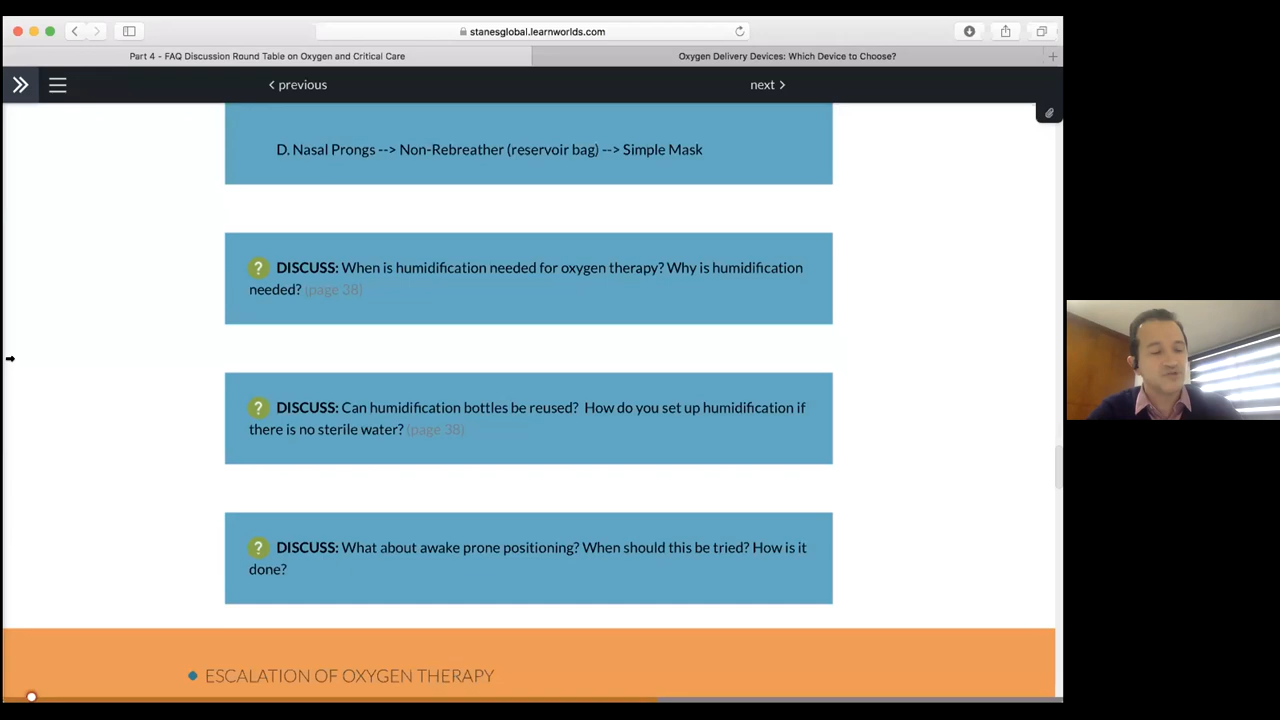 stanesglobal.learnworlds.com
Part 4 - FAQ Discussion Round Table on Oxygen and Critical Care
Oxygen Delivery Devices: Which Device to Choose?
previous
next
D. Nasal Prongs --> Non-Rebreather (reservoir bag) --> Simple Mask
? DISCUSS: When is humidification needed for oxygen therapy? Why is humidification
needed? (page 38)
? DISCUSS: Can humidification bottles be reused? How do you set up humidification if
there is no sterile water? (page 38)
? DISCUSS: What about awake prone positioning? When should this be tried? How is it
done?
ESCALATION OF OXYGEN THERAPY